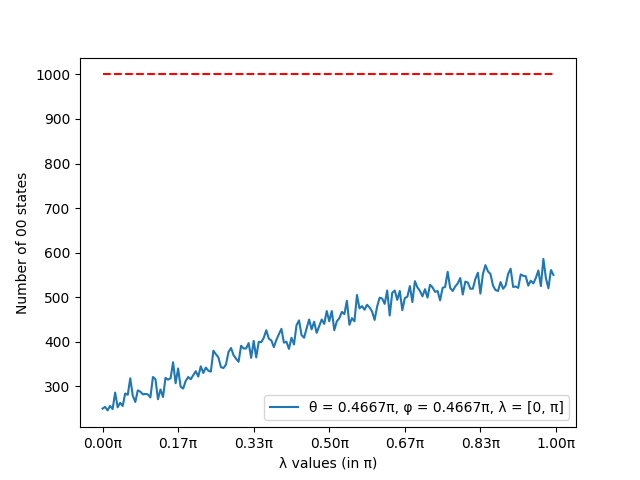 1000
900
800
700
600
500
400
300
Number of 00 states
θ = 0.4667π, φ = 0.4667π, λ = [0, π]
0.00π 0.17π 0.33π 0.50π 0.67π 0.83π 1.00π
λ values (in π)